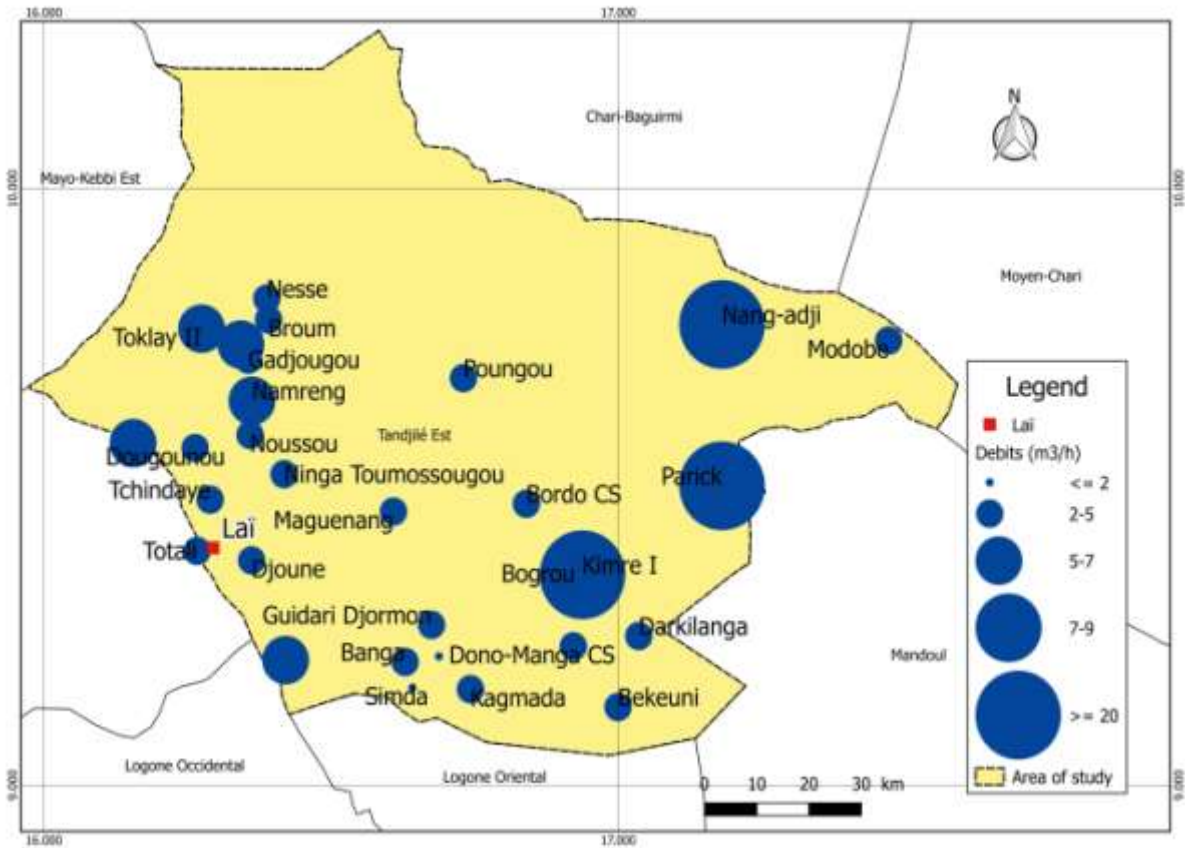 16.000
17.000
N
Chari-Baguirmi
Mayo-Kebbi Est
10.000
10.000
Moyen-Chari
Nesse
Broum
Toklay II
Gadjougou
Nang-adji
Modobe
Poungou
Namreng
Noussou
Tandjilé Est
Dougounou
Ninga Toumossougou
Parick
Tchindaye
Maguenang
Bordo CS
Laï
Totali
Djoune
Bogrou
Kimre I
Guidari Djormon
Darkilanga
Banga
Dono-Manga CS
Mandoul
Simda
Kagmada
Bekeuni
Logone Occidental
Logone Oriental
Legend
Laï
Debits (m3/h)
<= 2
2-5
5-7
7-9
>= 20
Area of study
0 10 20 30 km
9.000
9.000
16.000
17.000